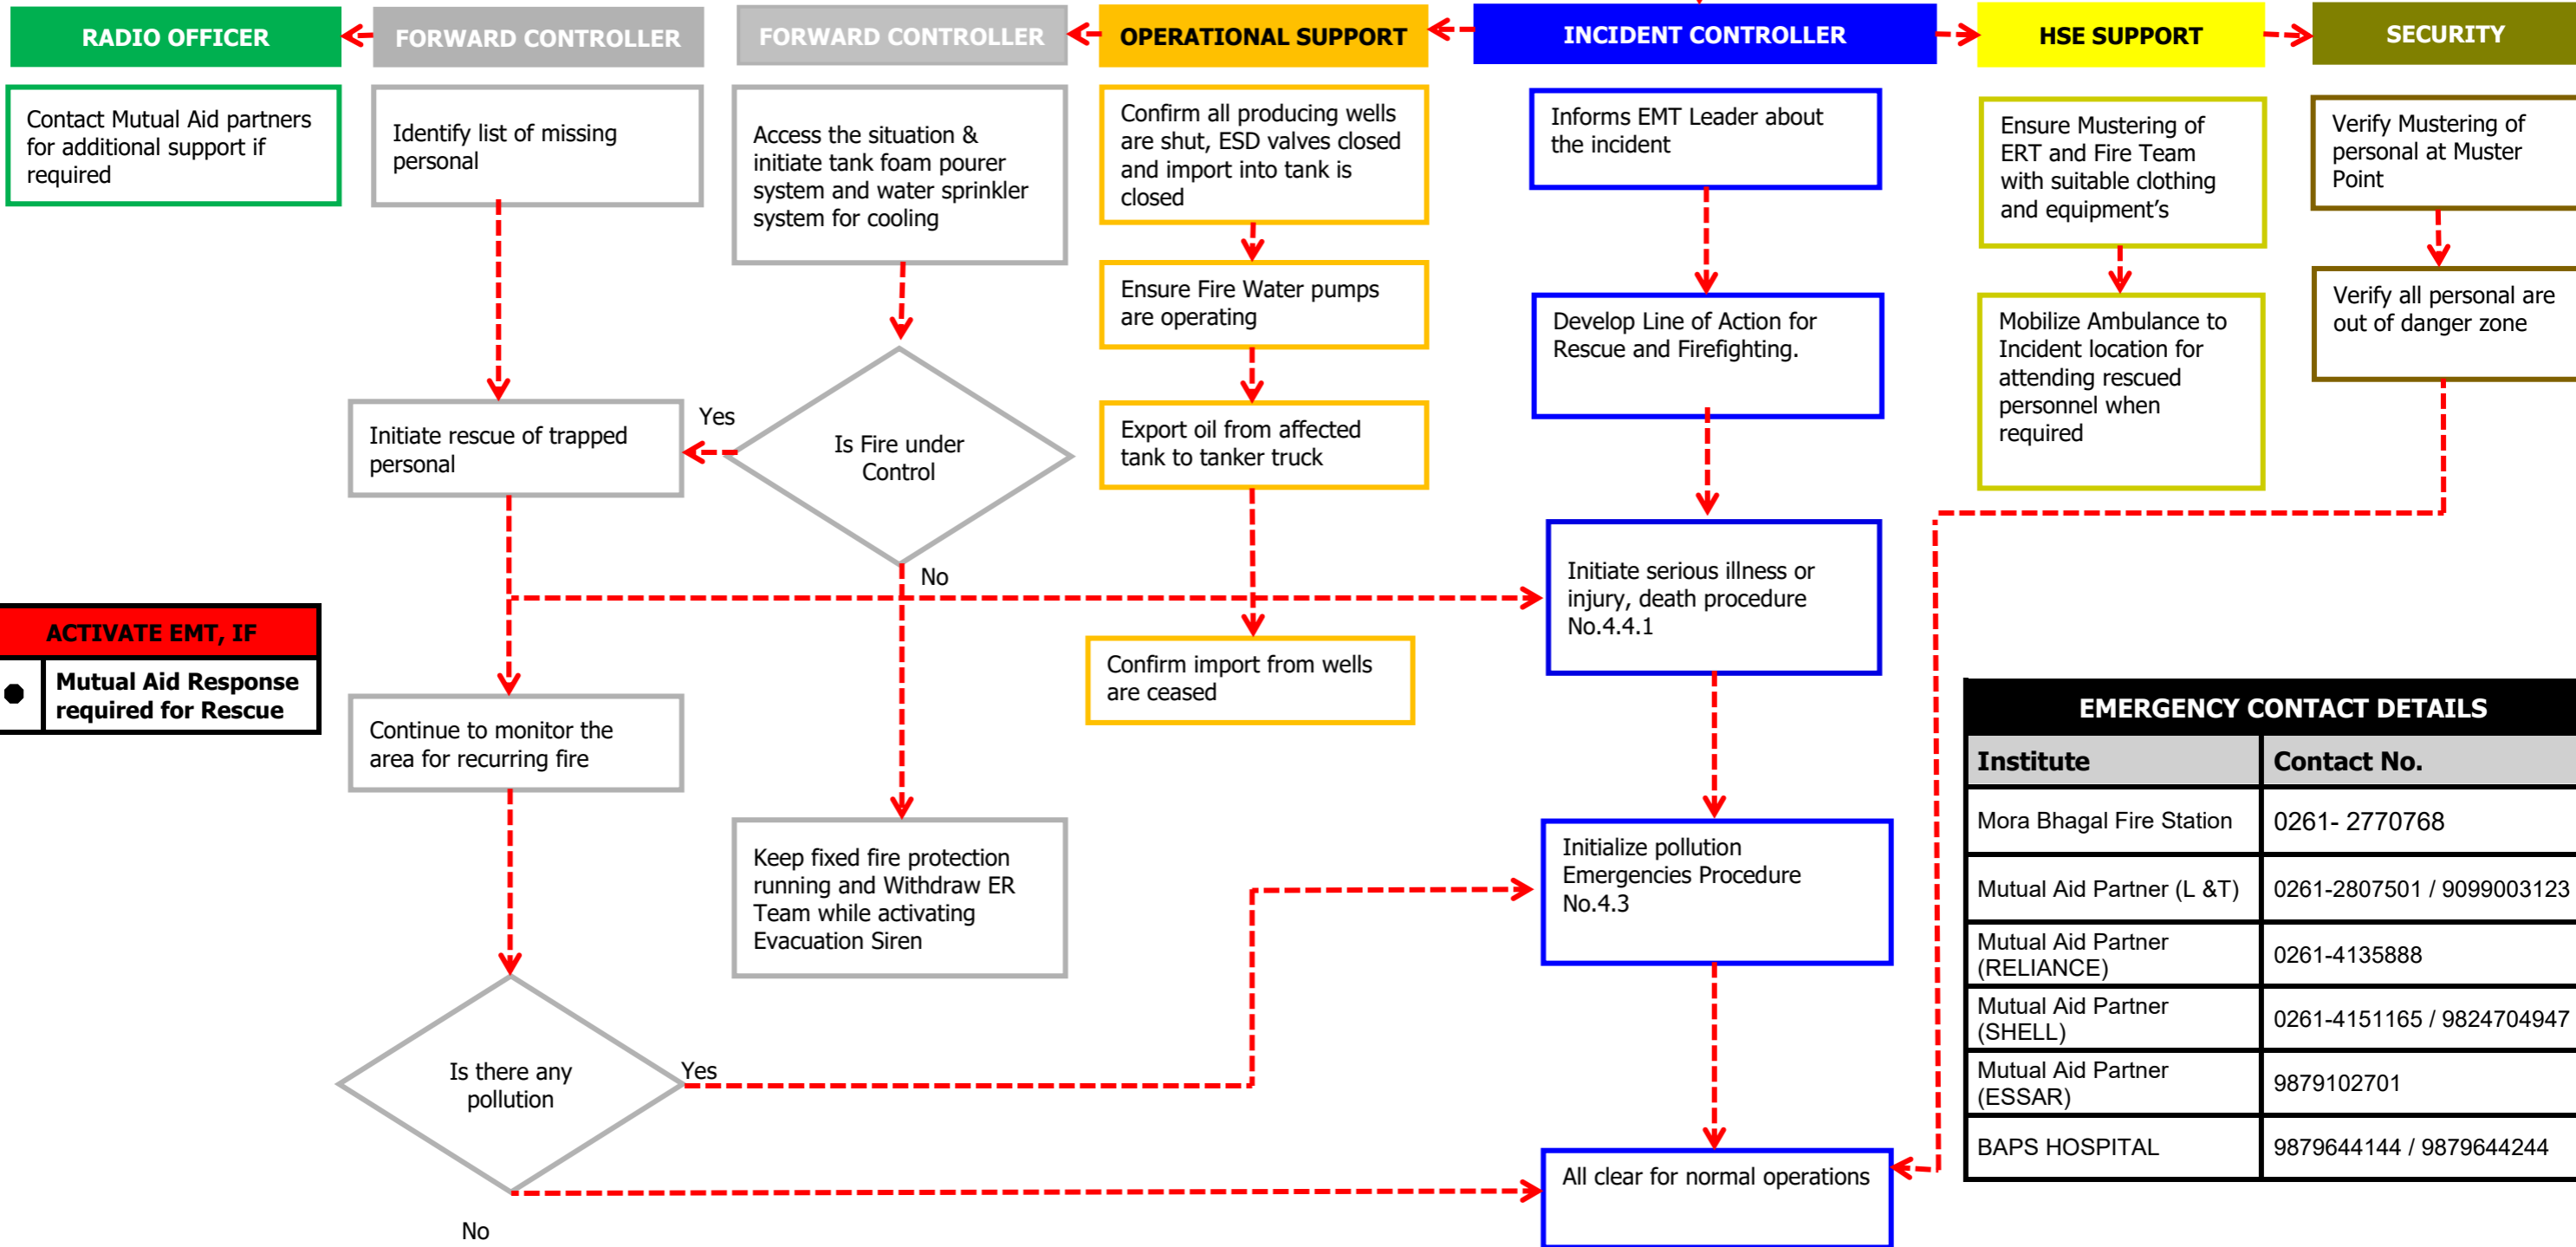 RADIO OFFICER
FORWARD CONTROLLER
FORWARD CONTROLLER
OPERATIONAL SUPPORT
INCIDENT CONTROLLER
HSE SUPPORT
SECURITY
Contact Mutual Aid partners
for additional support if
required
Identify list of missing
personal
Access the situation &
initiate tank foam pourer
system and water sprinkler
system for cooling
Confirm all producing wells
are shut, ESD valves closed
and import into tank is
closed
Informs EMT Leader about
the incident
Ensure Mustering of
ERT and Fire Team
with suitable clothing
and equipment's
Verify Mustering of
personal at Muster
Point
Ensure Fire Water pumps
are operating
Develop Line of Action for
Rescue and Firefighting.
Mobilize Ambulance to
Incident location for
attending rescued
personnel when
required
Verify all personal are
out of danger zone
Initiate rescue of trapped
personal
Yes
Is Fire under
Control
No
Export oil from affected
tank to tanker truck
Initiate serious illness or
injury, death procedure
No.4.4.1
ACTIVATE EMT, IF
● Mutual Aid Response
required for Rescue
Continue to monitor the
area for recurring fire
Confirm import from wells
are ceased
Keep fixed fire protection
running and Withdraw ER
Team while activating
Evacuation Siren
Initialize pollution
Emergencies Procedure
No.4.3
Is there any
pollution
Yes
No
All clear for normal operations
EMERGENCY CONTACT DETAILS
Institute Contact No.
Mora Bhagal Fire Station 0261- 2770768
Mutual Aid Partner (L &T) 0261-2807501 / 9099003123
Mutual Aid Partner
(RELIANCE) 0261-4135888
Mutual Aid Partner
(SHELL) 0261-4151165 / 9824704947
Mutual Aid Partner
(ESSAR) 9879102701
BAPS HOSPITAL 9879644144 / 9879644244